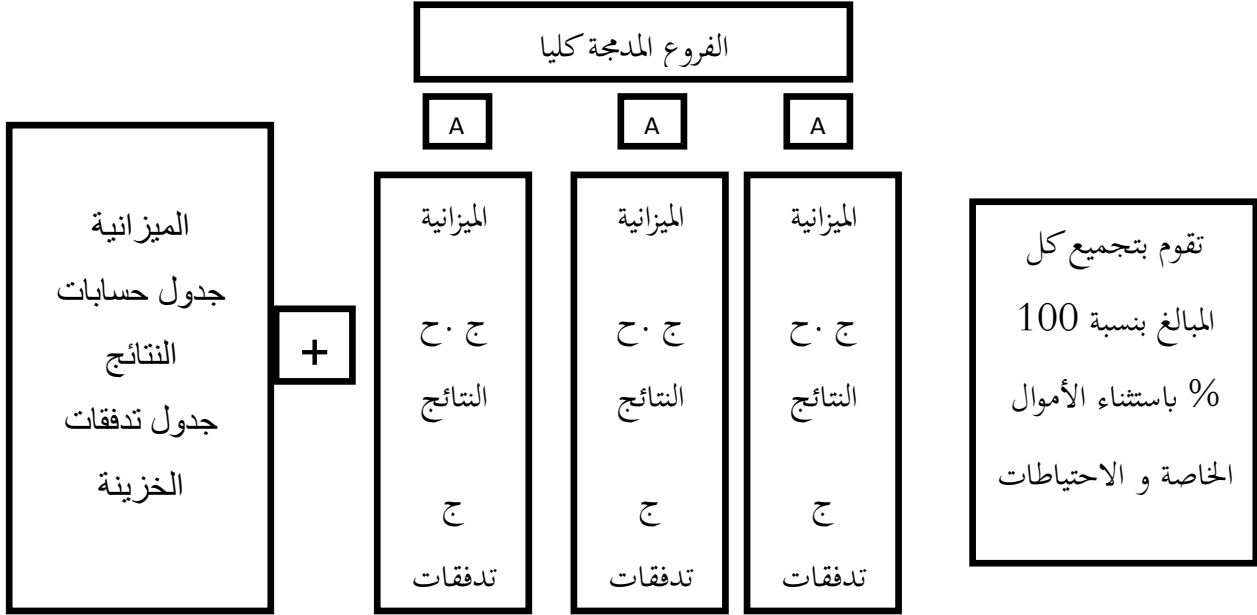 الفروع المدمجة كليا
A
A
A
تقوم بتجميع كل
المبالغ بنسبة 100
% باستثناء الأموال
الخاصة و الاحتياطات
الميزانية
ج .ح
النتائج
ج
تدفقات
الميزانية
ج .ح
النتائج
ج
تدفقات
الميزانية
ج .ح
النتائج
ج
تدفقات
+
الميزانية
جدول حسابات
النتائج
جدول تدفقات
الخزينة